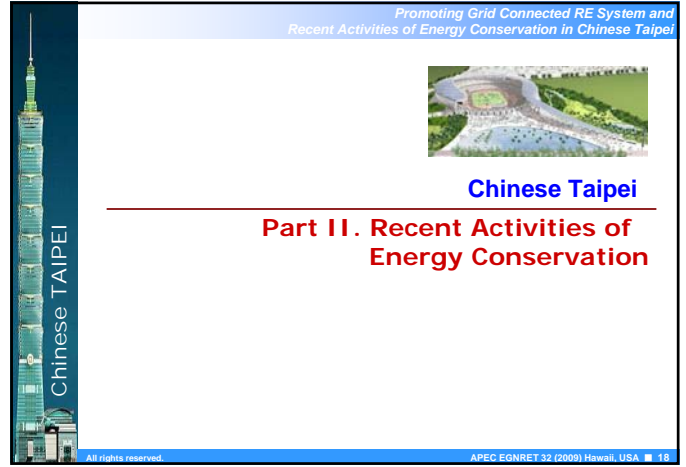 Promoting Grid Connected RE System and
Recent Activities of Energy Conservation in Chinese Taipei
Chinese TAIPEI
Chinese Taipei
Part II. Recent Activities of
Energy Conservation
All rights reserved.
APEC EGNRET 32 (2009) Hawaii, USA ■ 18